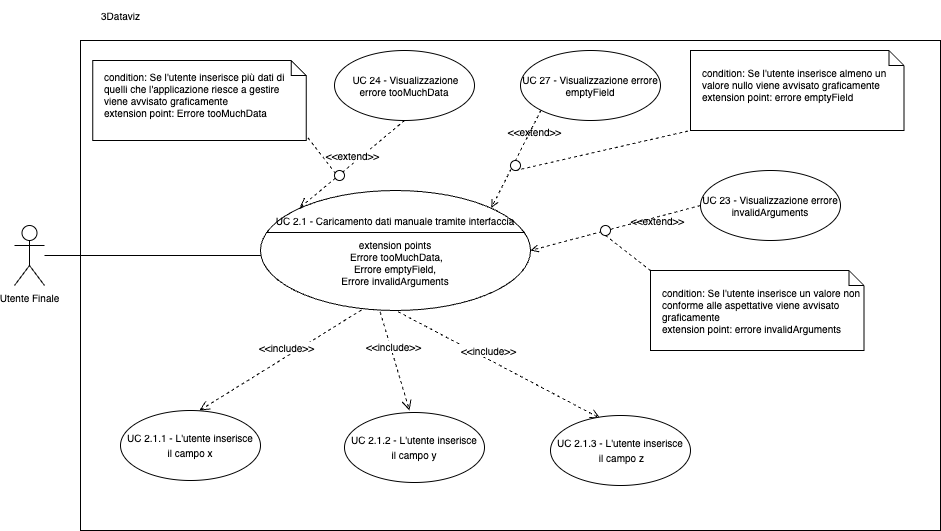 3Dataviz
condition: Se l'utente inserisce più dati di
quelli che l'applicazione riesce a gestire
viene avvisato graficamente
extension point: Errore tooMuchData
UC 24 - Visualizzazione
errore tooMuchData
UC 27 - Visualizzazione errore
emptyField
condition: Se l'utente inserisce almeno un
valore nullo viene avvisato graficamente
extension point: errore emptyField
<<extend>>
<<extend>>
UC 23 - Visualizzazione errore
invalidArguments
<<extend>>
UC 2.1 - Caricamento dati manuale tramite interfaccia
extension points
Errore tooMuchData,
Errore emptyField,
Errore invalidArguments
Utente Finale
condition: Se l'utente inserisce un valore non
conforme alle aspettative viene avvisato
graficamente
extension point: errore invalidArguments
<<include>>
<<include>>
<<include>>
UC 2.1.1 - L'utente inserisce
il campo x
UC 2.1.2 - L'utente inserisce
il campo y
UC 2.1.3 - L'utente inserisce
il campo z